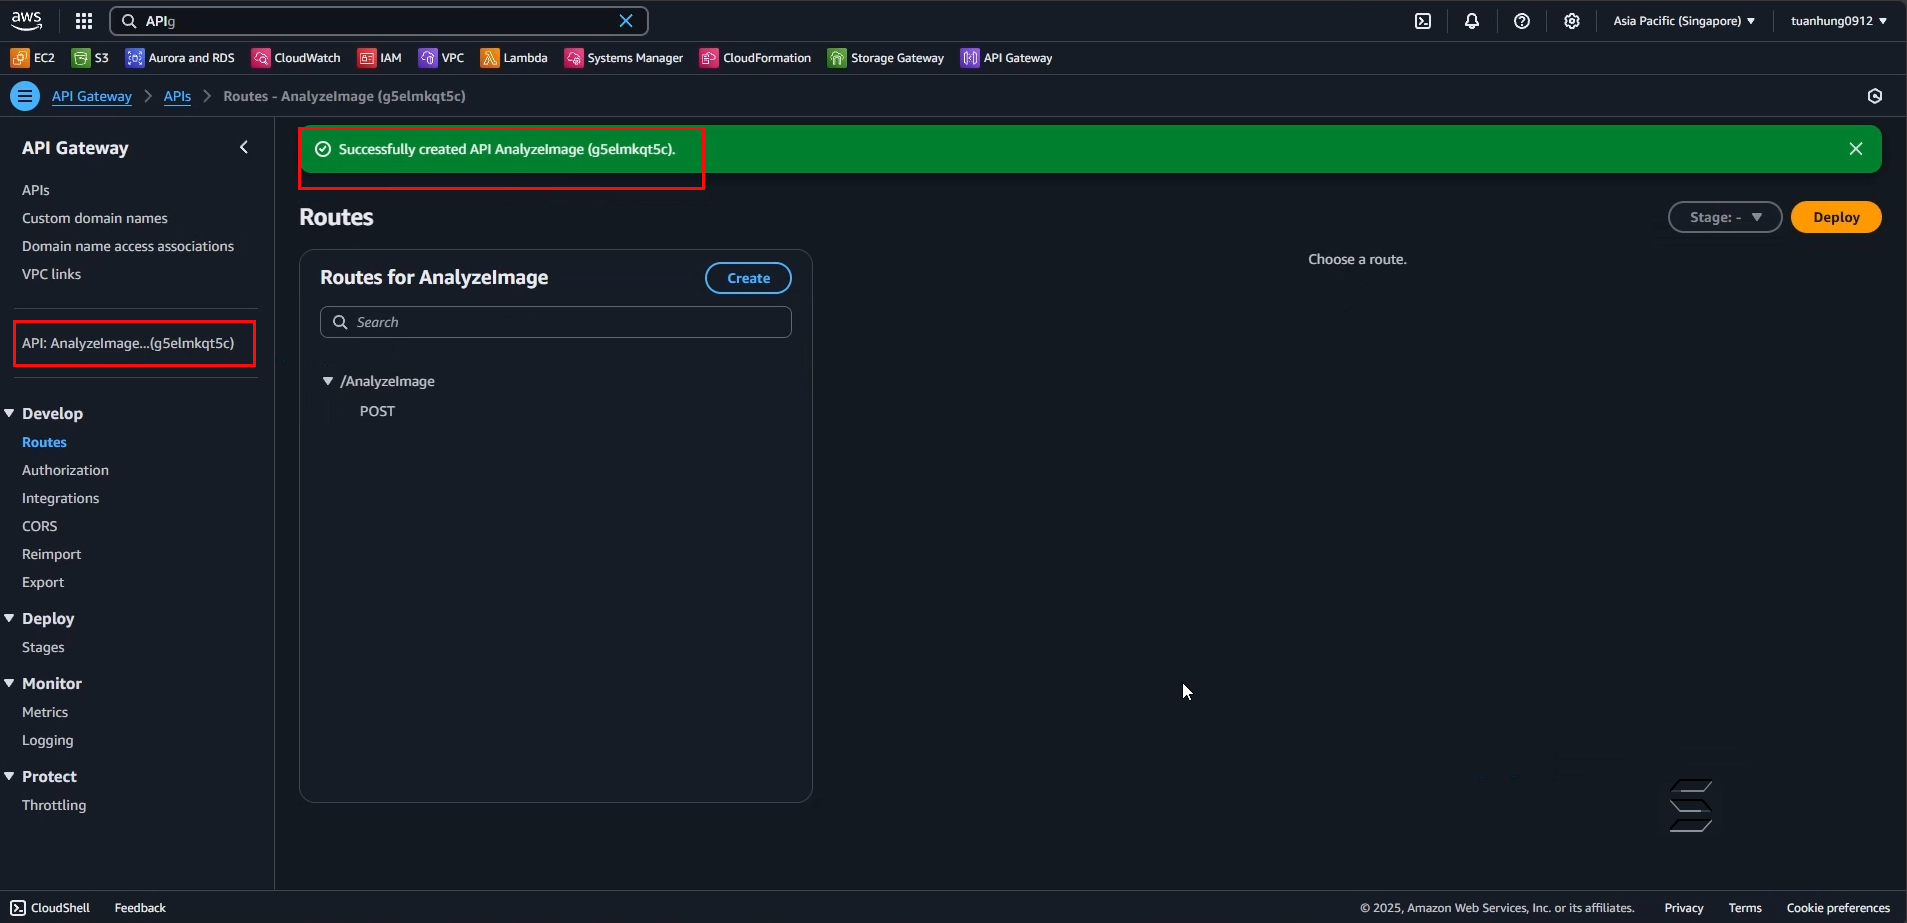 aws
APIg
Asia Pacific (Singapore)
tuanhung0912
EC2
S3
Aurora and RDS
CloudWatch
IAM
VPC
Lambda
Systems Manager
CloudFormation
Storage Gateway
API Gateway
API Gateway
APIs
Routes - AnalyzeImage (g5elmkqt5c)
API Gateway
APIs
Custom domain names
Domain name access associations
VPC links
API: AnalyzeImage...(g5elmkqt5c)
Develop
Routes
Authorization
Integrations
CORS
Reimport
Export
Deploy
Stages
Monitor
Metrics
Logging
Protect
Throttling
Successfully created API AnalyzeImage (g5elmkqt5c).
Routes
Stage: -
Deploy
Routes for AnalyzeImage
Create
Search
/AnalyzeImage
POST
Choose a route.
CloudShell
Feedback
© 2025, Amazon Web Services, Inc. or its affiliates.
Privacy
Terms
Cookie preferences